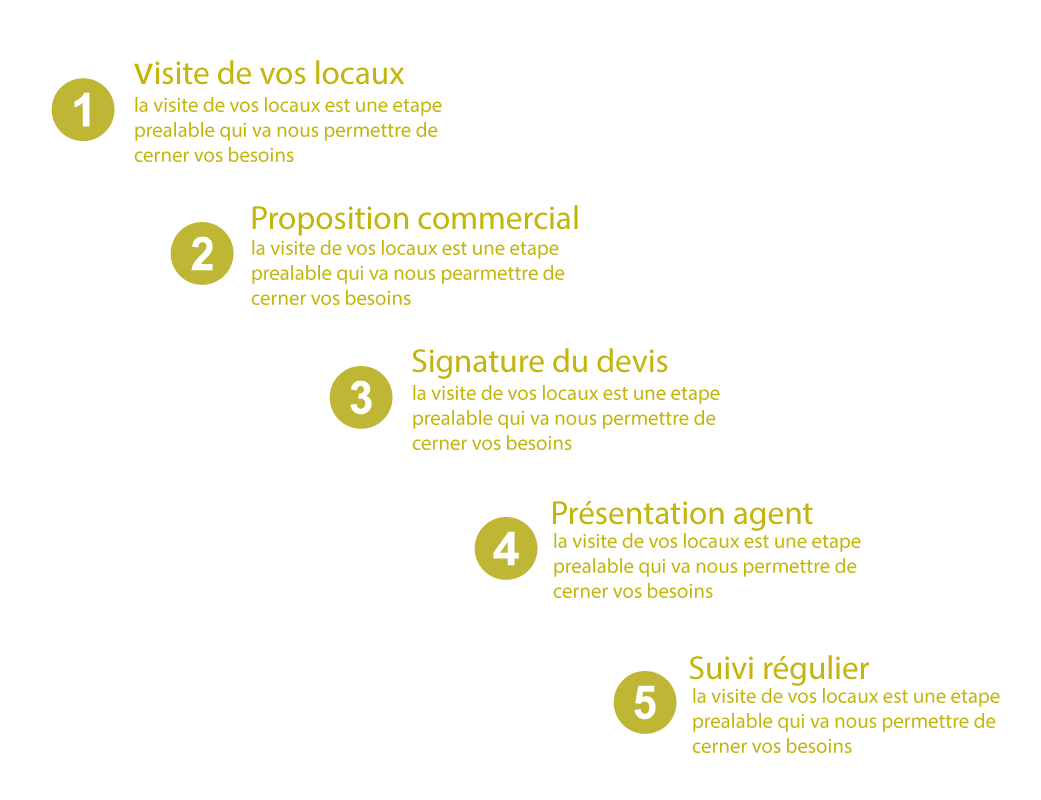 1
Visite de vos locaux
la visite de vos locaux est une etape
prealable qui va nous permettre de
cerner vos besoins
2
Proposition commercial
la visite de vos locaux est une etape
prealable qui va nous pearmettre de
cerner vos besoins
3
Signature du devis
la visite de vos locaux est une etape
prealable qui va nous permettre de
cerner vos besoins
4
Présentation agent
la visite de vos locaux est une etape
prealable qui va nous permettre de
cerner vos besoins
5
Suivi régulier
la visite de vos locaux est une etape
prealable qui va nous permettre de
cerner vos besoins